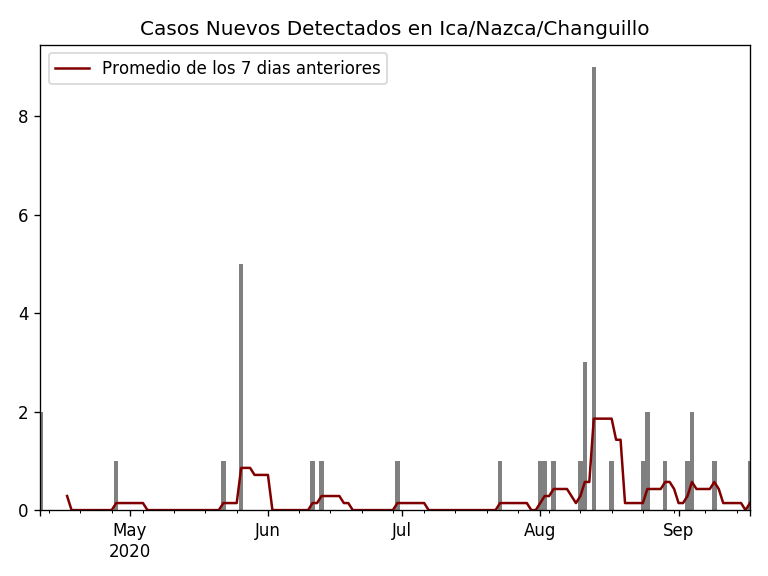 Casos Nuevos Detectados en Ica/Nazca/Changuillo
Promedio de los 7 dias anteriores
8
6
4
2
0
May Jun Jul Aug Sep
2020